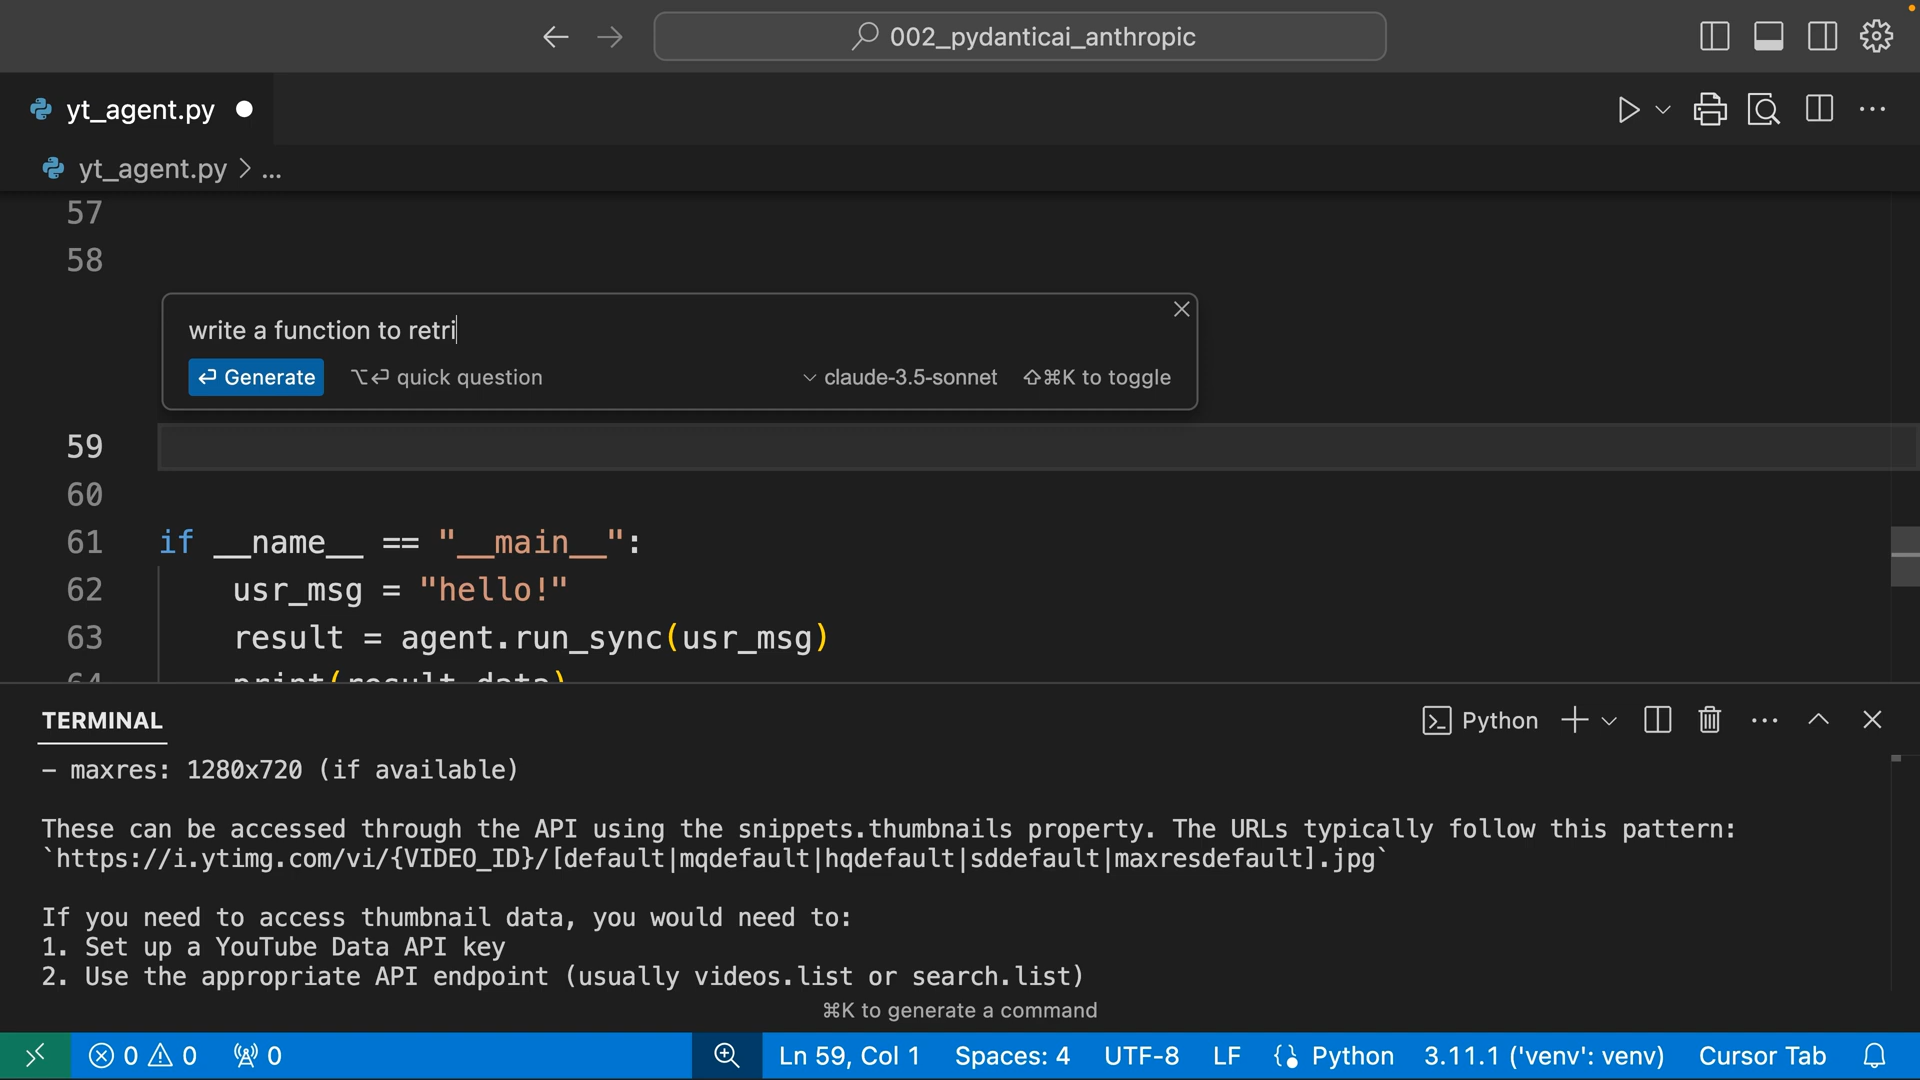 002_pydanticai_anthropic
yt_agent.py
yt_agent.py > ...
57
58
write a function to retri
Generate quick question claude-3.5-sonnet ⇧⌘K to toggle
59
60
61 if __name__ == "__main__":
62 usr_msg = "hello!"
63 result = agent.run_sync(usr_msg)
64 print(result.data)
TERMINAL
Python
– maxres: 1280x720 (if available)
These can be accessed through the API using the snippets.thumbnails property. The URLs typically follow this pattern:
`https://i.ytimg.com/vi/{VIDEO_ID}/[default|mqdefault|hqdefault|sddefault|maxresdefault].jpg`
If you need to access thumbnail data, you would need to:
1. Set up a YouTube Data API key
2. Use the appropriate API endpoint (usually videos.list or search.list)
⌘K to generate a command
0 0 0 Ln 59, Col 1 Spaces: 4 UTF-8 LF Python 3.11.1 ('venv': venv) Cursor Tab